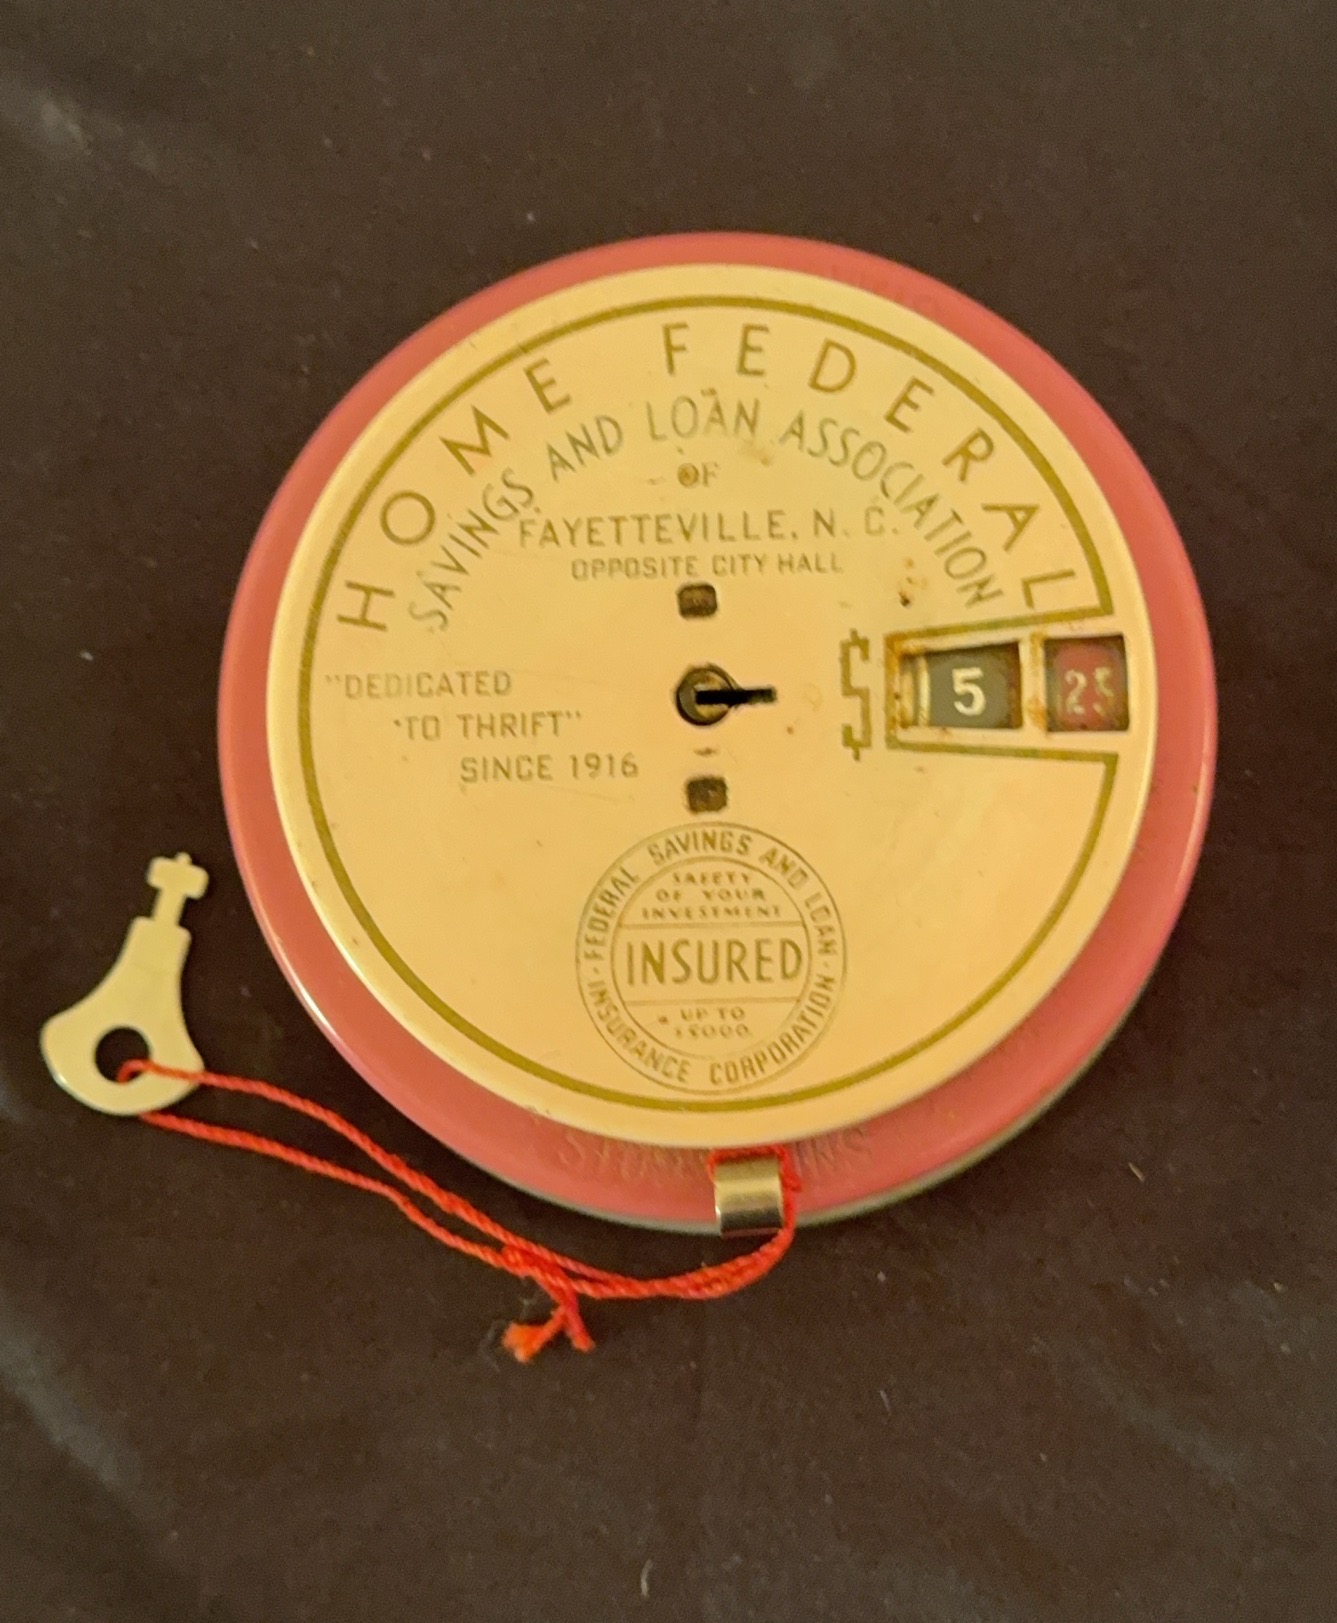 HOME FEDERAL
SAVINGS AND LOAN ASSOCIATION
OF
FAYETTEVILLE, N. C.
OPPOSITE CITY HALL
$ 5 25
"DEDICATED
"TO THRIFT"
SINCE 1916
FEDERAL SAVINGS AND LOAN
SAFETY
OF YOUR
INVESTMENT
INSURED
UP TO
$5000
INSURANCE CORPORATION